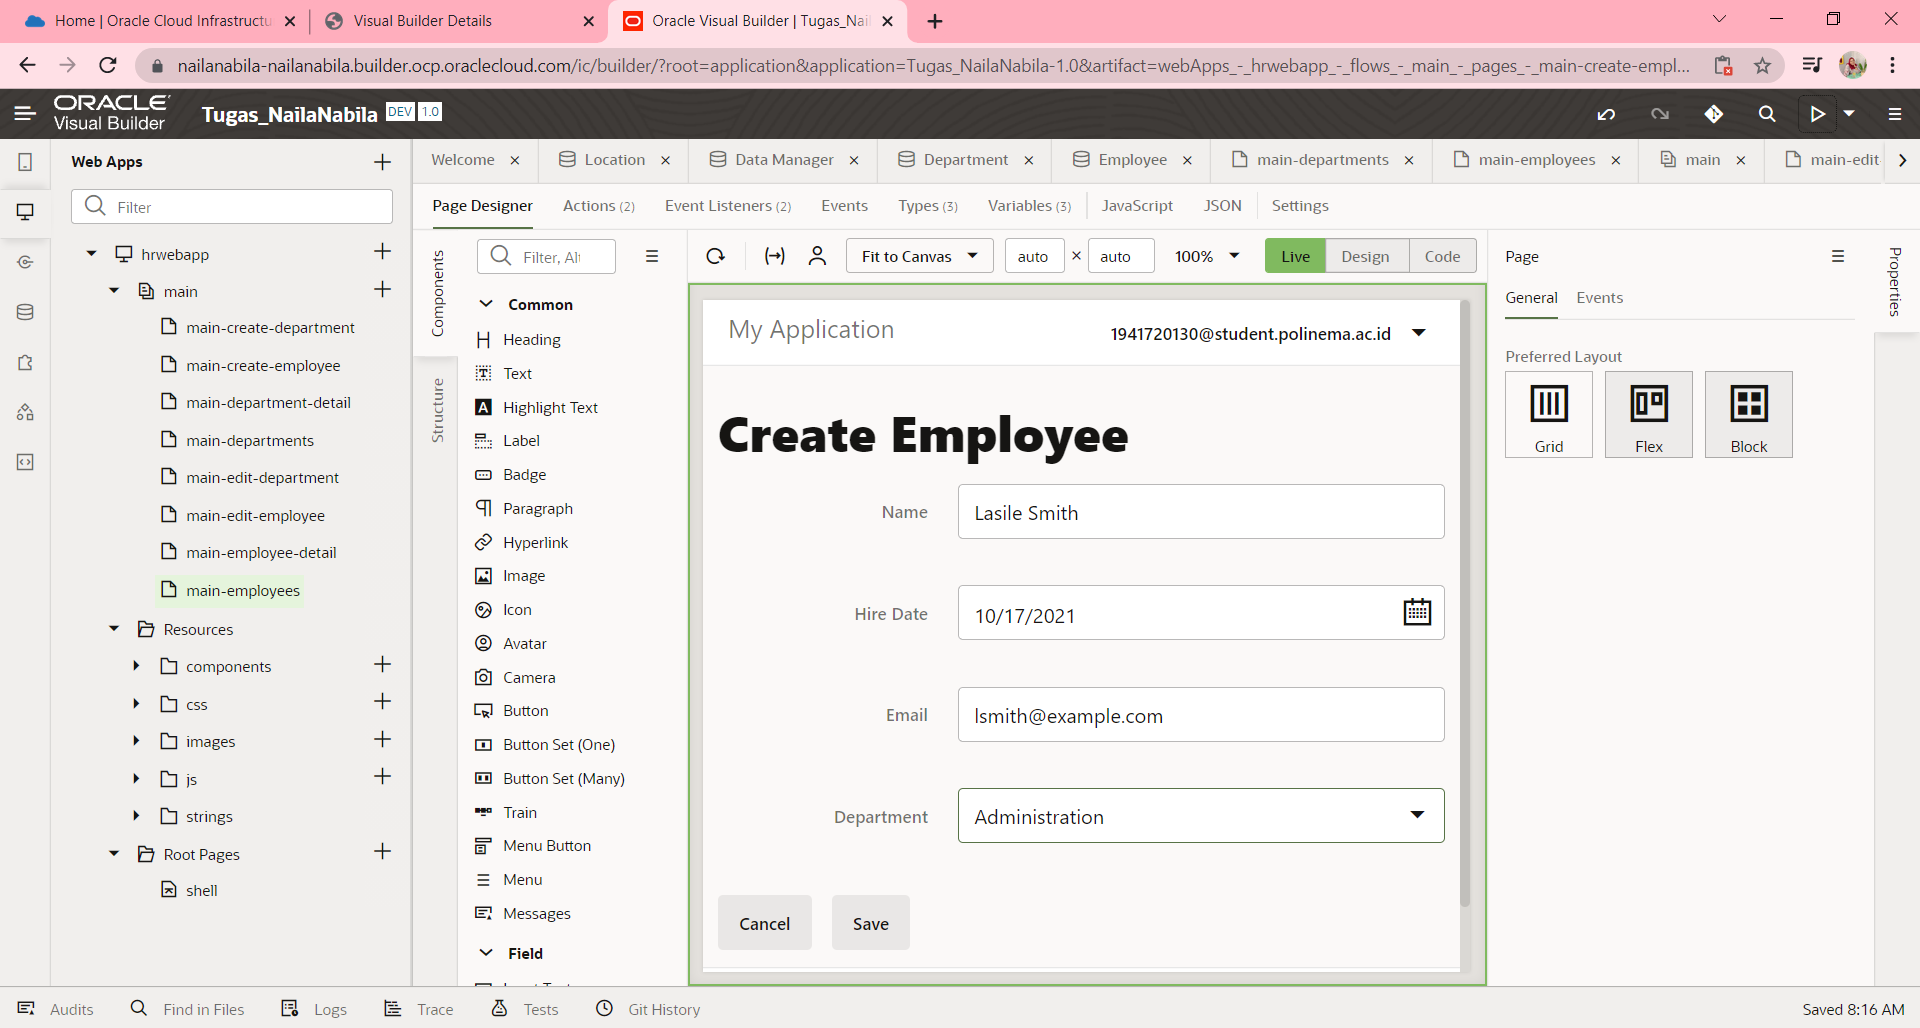 Home | Oracle Cloud Infrastructu
Visual Builder Details
Oracle Visual Builder | Tugas_Nail
nailanabila-nailanabila.builder.ocp.oraclecloud.com/ic/builder/?root=application&application=Tugas_NailaNabila-1.0&artifact=webApps_-_hrwebapp_-_flows_-_main_-_pages_-_main-create-empl...
ORACLE
Visual Builder
Tugas_NailaNabila DEV 1.0
Web Apps
Filter
hrwebapp
main
main-create-department
main-create-employee
main-department-detail
main-departments
main-edit-department
main-edit-employee
main-employee-detail
main-employees
Resources
components
css
images
js
strings
Root Pages
shell
Welcome
Location
Data Manager
Department
Employee
main-departments
main-employees
main
main-edit-
Page Designer
Actions (2)
Event Listeners (2)
Events
Types (3)
Variables (3)
JavaScript
JSON
Settings
Components
Structure
Filter, Alt
Common
Heading
Text
Highlight Text
Label
Badge
Paragraph
Hyperlink
Image
Icon
Avatar
Camera
Button
Button Set (One)
Button Set (Many)
Train
Menu Button
Menu
Messages
Field
Fit to Canvas
auto × auto
100%
Live
Design
Code
My Application
1941720130@student.polinema.ac.id
Create Employee
Name
Lasile Smith
Hire Date
10/17/2021
Email
lsmith@example.com
Department
Administration
Cancel
Save
Page
General
Events
Preferred Layout
Grid
Flex
Block
Properties
Audits
Find in Files
Logs
Trace
Tests
Git History
Saved 8:16 AM